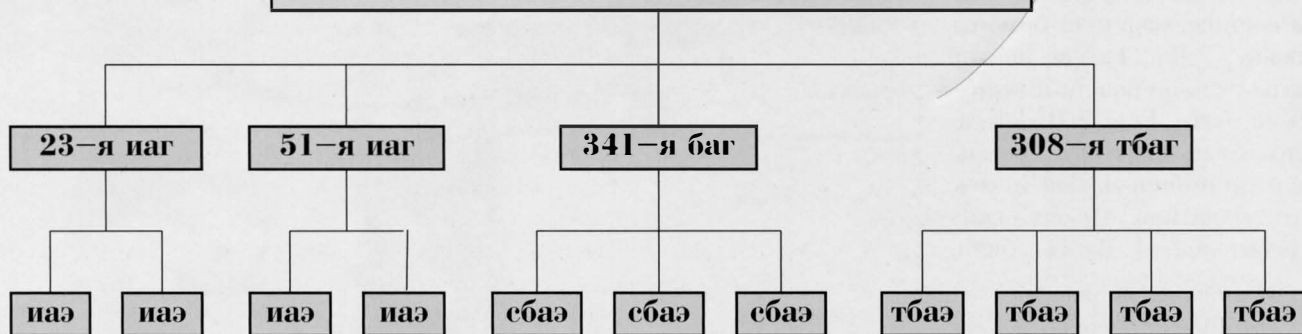 23–я иаг 51–я иаг 341–я баг 308–я тбаг
иаэ иаэ иаэ иаэ сбаэ сбаэ сбаэ тбаэ тбаэ тбаэ тбаэ